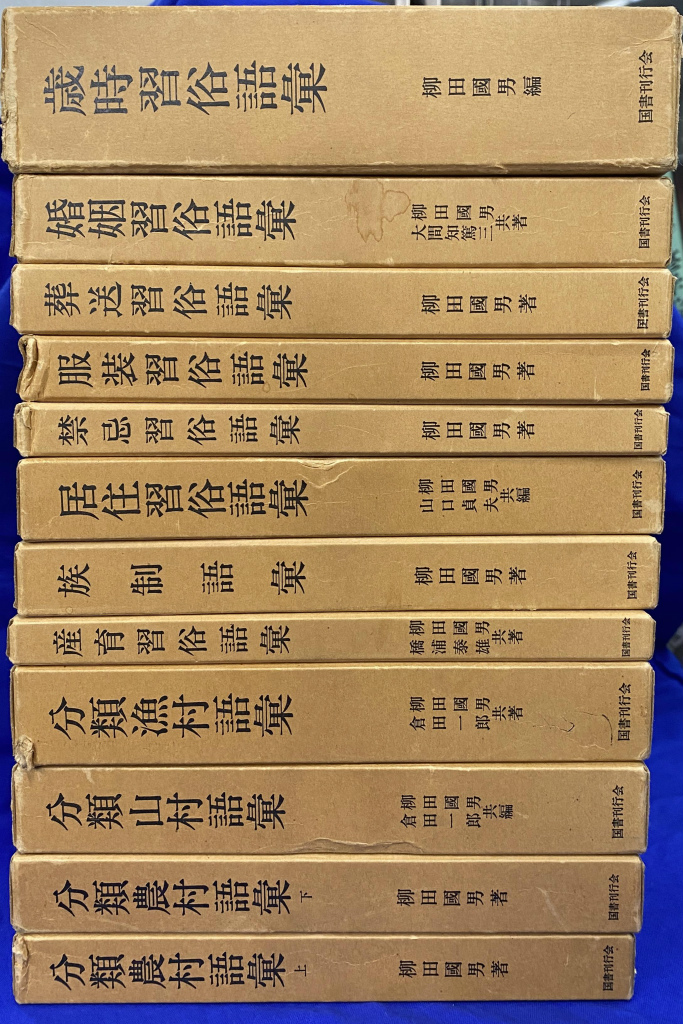 歳時習俗語彙
柳田國男編
国書刊行会
婚姻習俗語彙
柳田國男
大間知篤三
共著
国書刊行会
葬送習俗語彙
柳田國男著
国書刊行会
服装習俗語彙
柳田國男著
国書刊行会
禁忌習俗語彙
柳田國男著
国書刊行会
居住習俗語彙
柳田國男
山口貞夫
共編
国書刊行会
族制語彙
柳田國男著
国書刊行会
産育習俗語彙
柳田國男
橋浦泰雄
共著
国書刊行会
分類漁村語彙
柳田國男
倉田一郎
共著
国書刊行会
分類山村語彙
柳田國男
倉田一郎
共編
国書刊行会
分類農村語彙 下
柳田國男著
国書刊行会
分類農村語彙 上
柳田國男著
国書刊行会